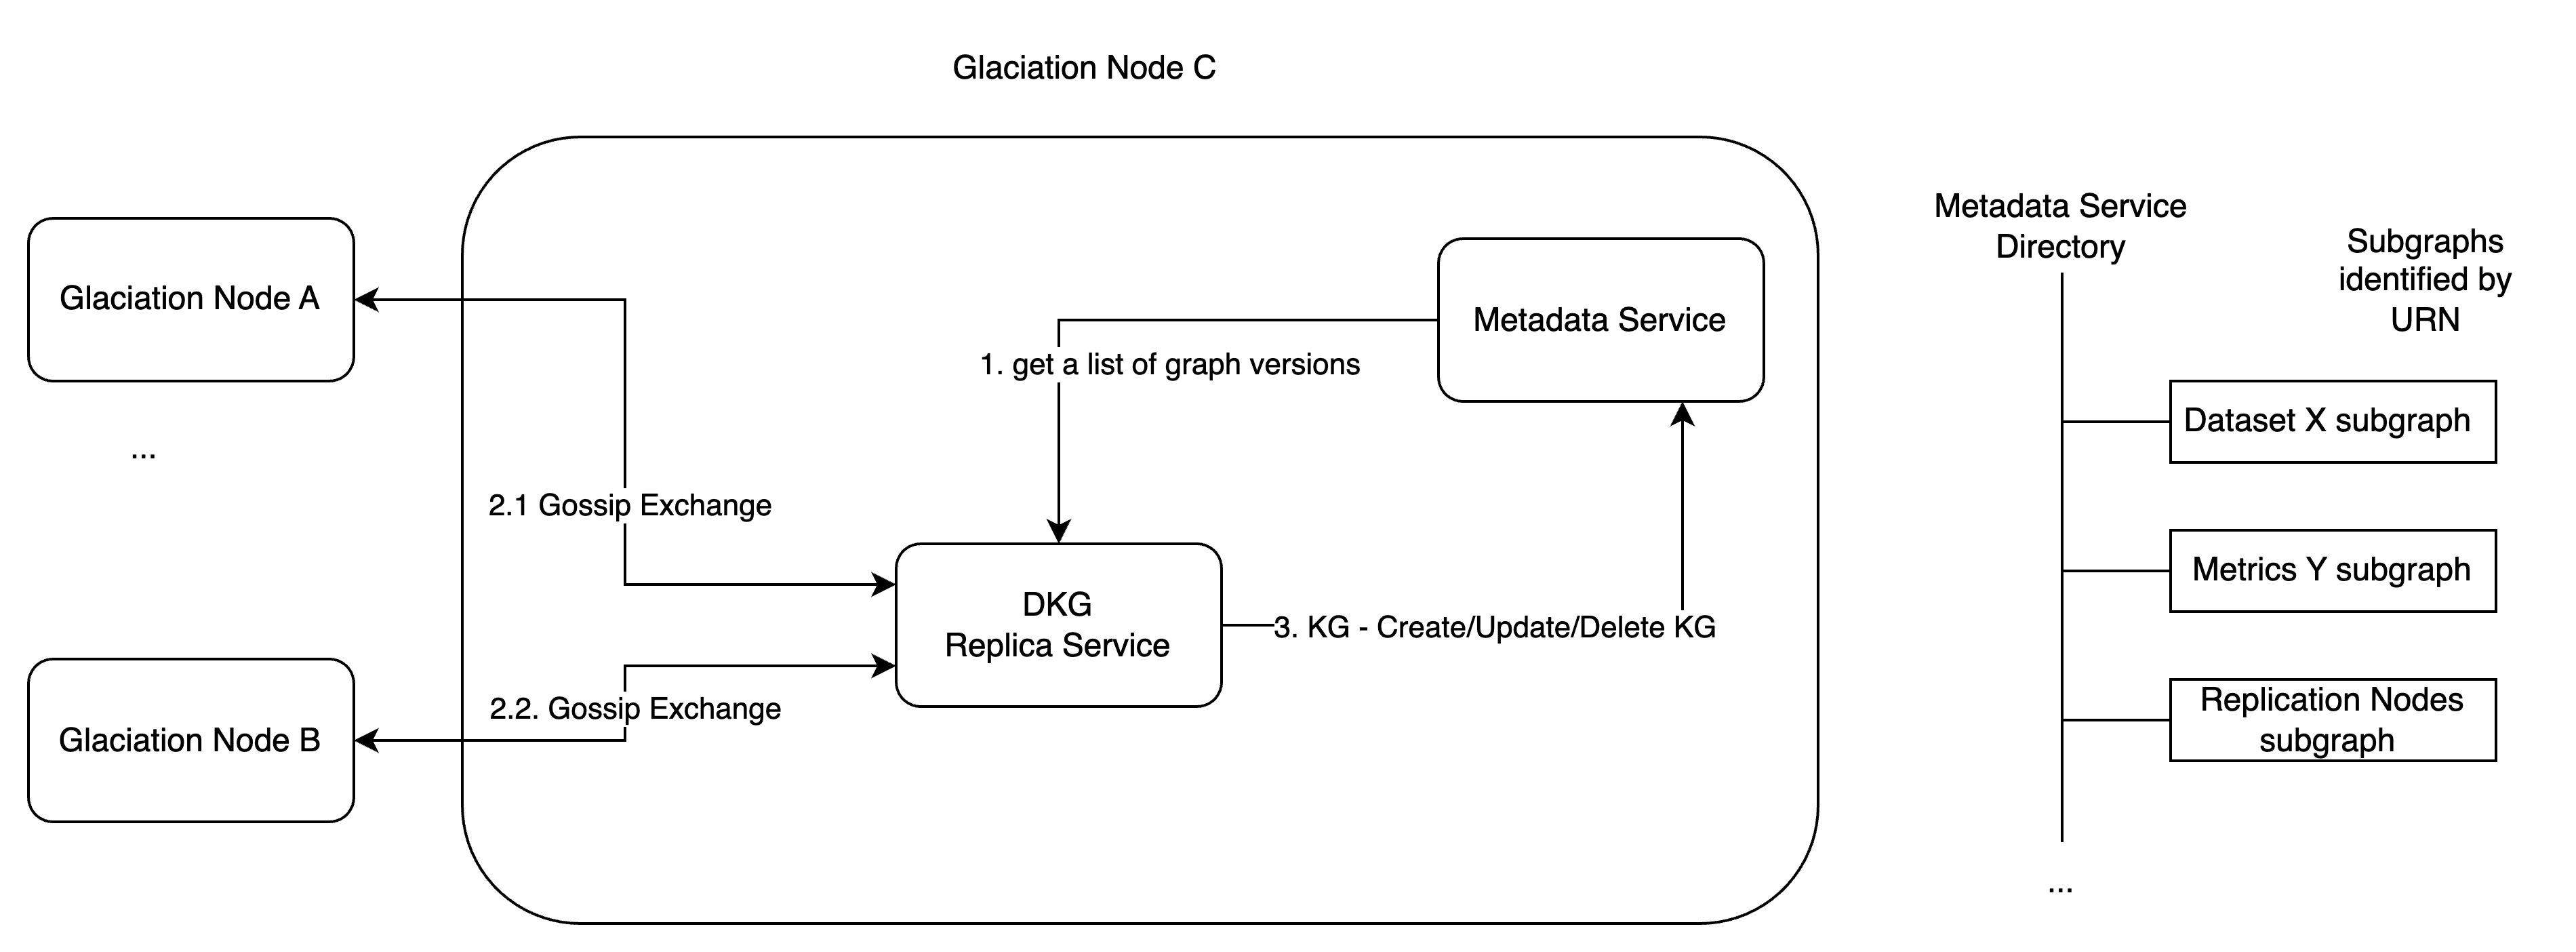 Glaciation Node C
Glaciation Node A
...
Glaciation Node B
Metadata Service
1. get a list of graph versions
2.1 Gossip Exchange
DKG
Replica Service
3. KG - Create/Update/Delete KG
2.2. Gossip Exchange
Metadata Service
Directory
Subgraphs
identified by
URN
Dataset X subgraph
Metrics Y subgraph
Replication Nodes
subgraph
...